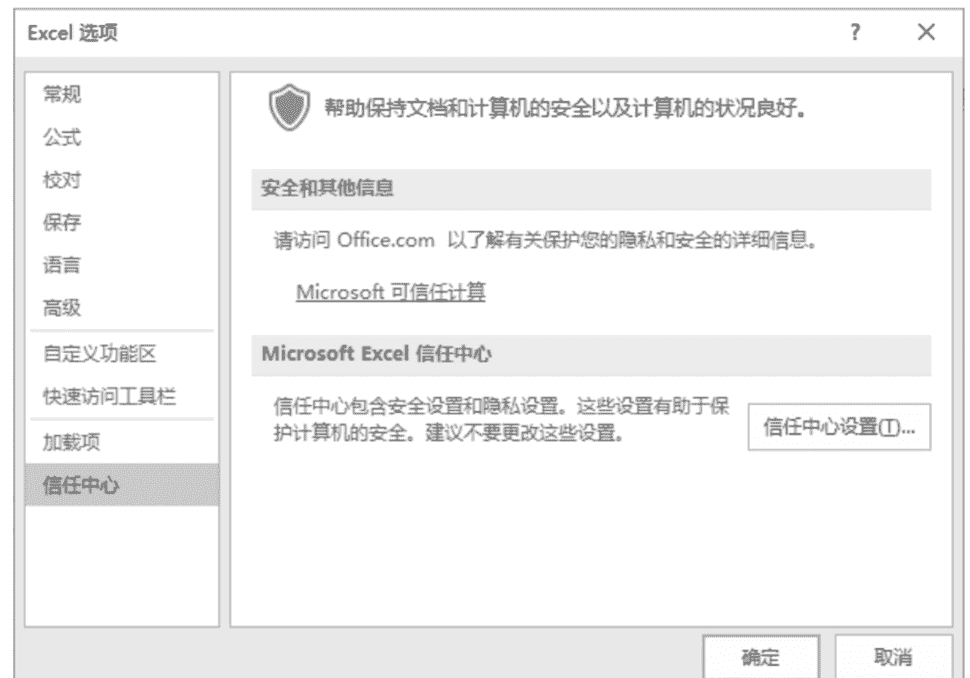 Excel 选项
?
常规
公式
校对
保存
语言
高级
自定义功能区
快速访问工具栏
加载项
信任中心
帮助保持文档和计算机的安全以及计算机的状况良好。
安全和其他信息
请访问 Office.com 以了解有关保护您的隐私和安全的详细信息。
Microsoft 可信任计算
Microsoft Excel 信任中心
信任中心包含安全设置和隐私设置。这些设置有助于保
护计算机的安全。建议不要更改这些设置。
信任中心设置(T)...
确定
取消